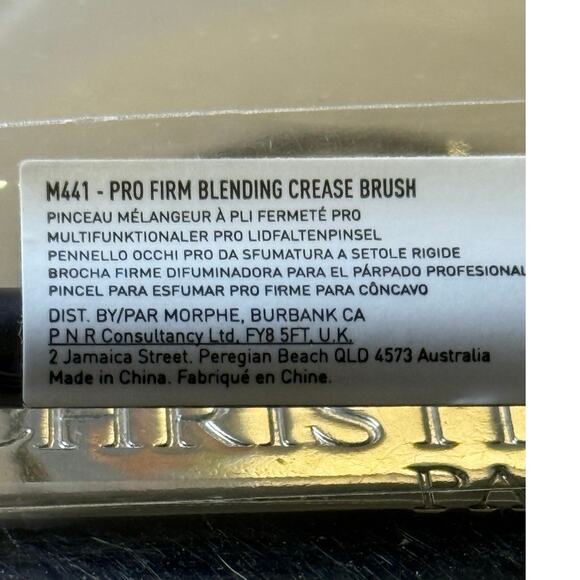 M441 - PRO FIRM BLENDING CREASE BRUSH
PINCEAU MÉLANGEUR À PLI FERMETÉ PRO
MULTIFUNKTIONALER PRO LIDFALTENPINSEL
PENNELLO OCCHI PRO DA SFUMATURA A SETOLE RIGIDE
BROCHA FIRME DIFUMINADORA PARA EL PÁRPADO PROFESIONAL
PINCEL PARA ESFUMAR PRO FIRME PARA CÔNCAVO
DIST. BY/PAR MORPHE, BURBANK CA
P N R Consultancy Ltd, FY8 5FT, U.K.
2 Jamaica Street. Peregian Beach QLD 4573 Australia
Made in China. Fabriqué en Chine.